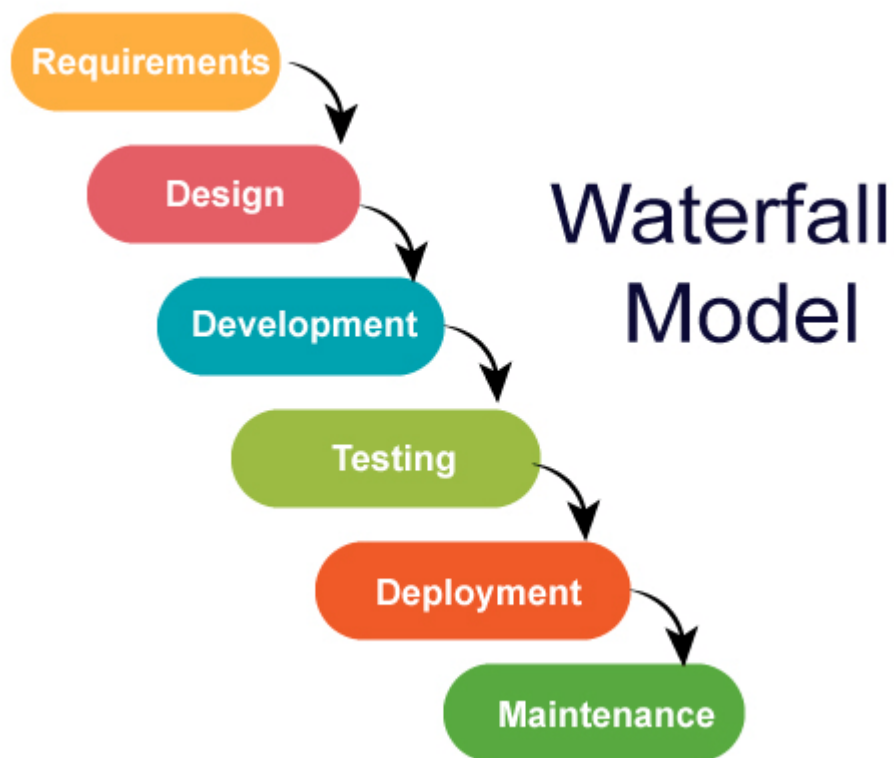 Requirements
Design
Waterfall
Model
Development
Testing
Deployment
Maintenance